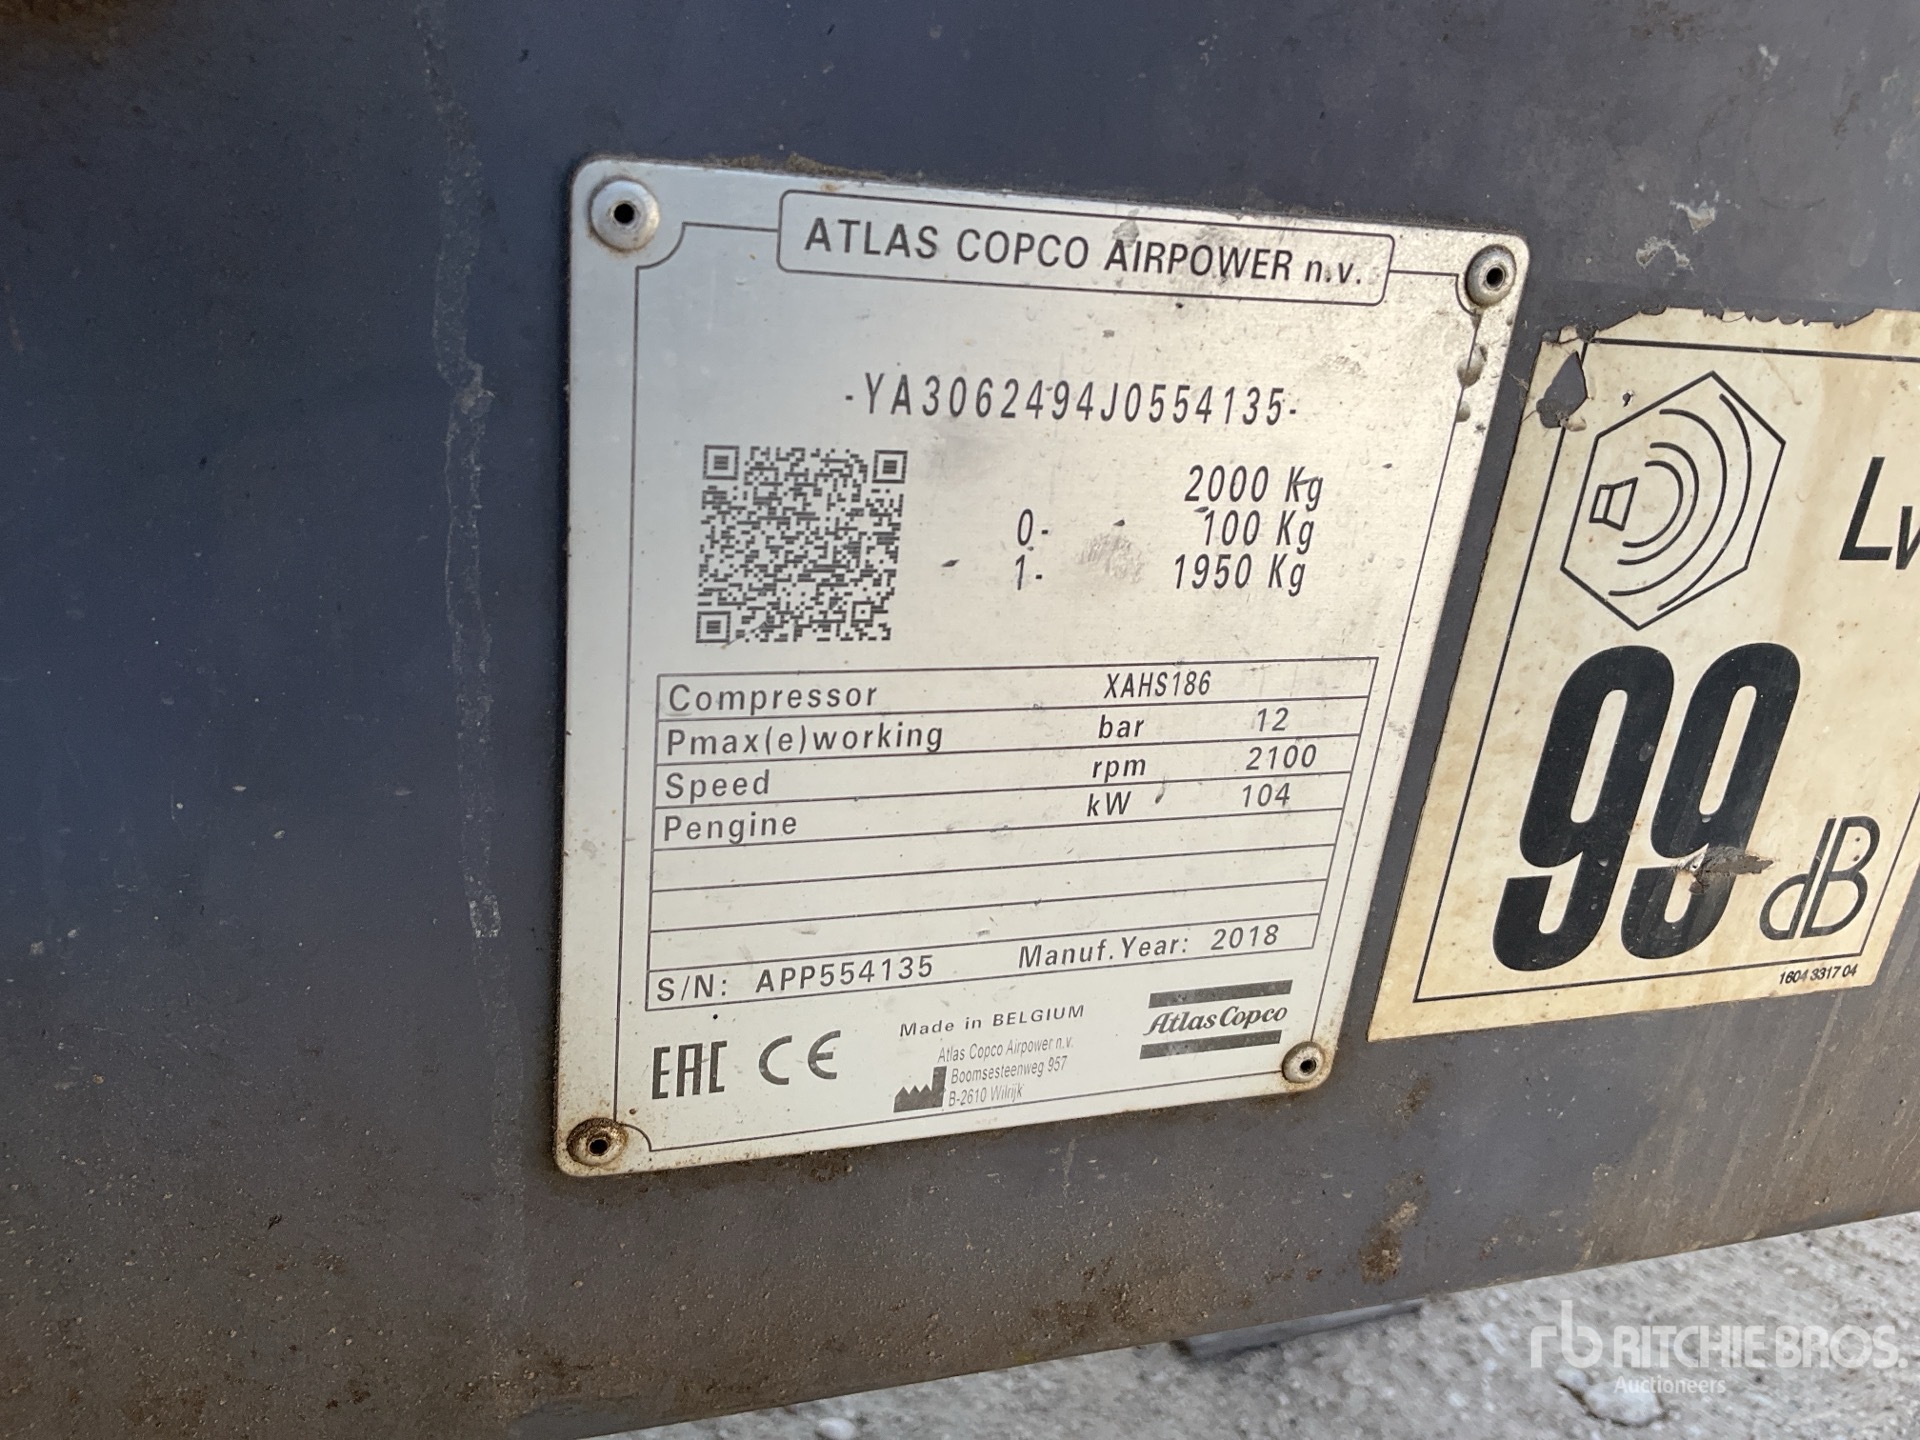 ATLAS COPCO AIRPOWER n.v.
-YA3062494J0554135-
2000 Kg
0- 100 Kg
1- 1950 Kg
Compressor XAHS186
Pmax(e)working bar 12
Speed rpm 2100
Pengine kW 104
S/N: APP554135 Manuf.Year: 2018
EAC CE
Made in BELGIUM
Atlas Copco Airpower n.v.
Boomsesteenweg 957
B-2610 Wilrijk
Atlas Copco
99 dB
1604 3317 04
rb RITCHIE BROS.
Auctioneers